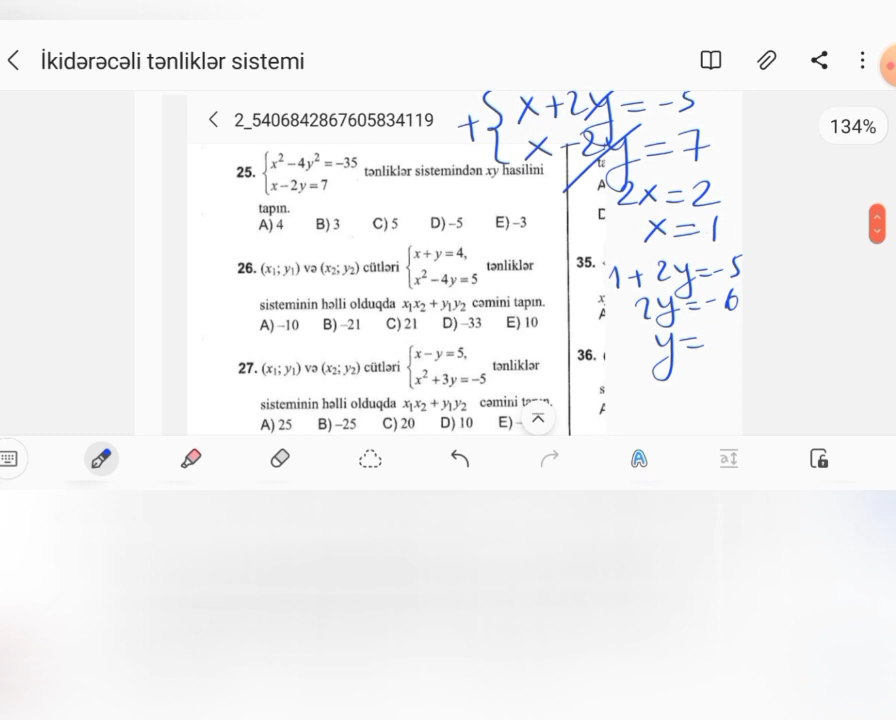 İkidərəcəli tənliklər sistemi
134%
2_5406842867605834119
25. {x² – 4y² = –35
x – 2y = 7 tənliklər sistemindən xy hasilini
tapın.
A) 4 B) 3 C) 5 D) –5 E) –3
26. (x₁; y₁) və (x₂; y₂) cütləri {x + y = 4,
x² – 4y = 5 tənliklər
sisteminin həlli olduqda x₁x₂ + y₁y₂ cəmini tapın.
A) –10 B) –21 C) 21 D) –33 E) 10
27. (x₁; y₁) və (x₂; y₂) cütləri {x – y = 5,
x² + 3y = –5 tənliklər
sisteminin həlli olduqda x₁x₂ + y₁y₂ cəmini
A) 25 B) –25 C) 20 D) 10 E) –
+{x + 2y = -5
x - 2y = 7
2x = 2
x = 1
1 + 2y = -5
2y = -6
y =
A
35.
x
A
36.
s
A
A